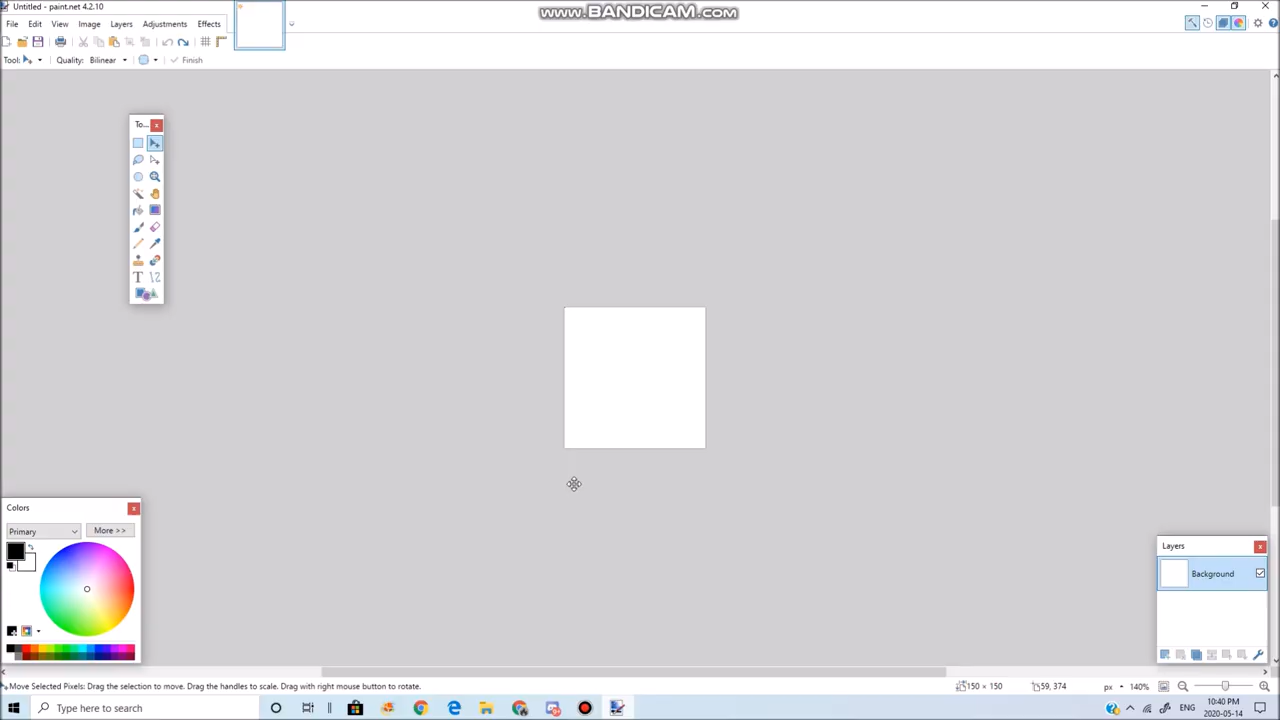 Untitled - paint.net 4.2.10
www.BANDICAM.com
File Edit View Image Layers Adjustments Effects
Tool: Quality: Bilinear Finish
To...
T
Colors
Primary More >>
Layers
Background
Move Selected Pixels: Drag the selection to move. Drag the handles to scale. Drag with right mouse button to rotate.
150 × 150 59, 374 px 140%
Type here to search
ENG 10:40 PM
2020-05-14